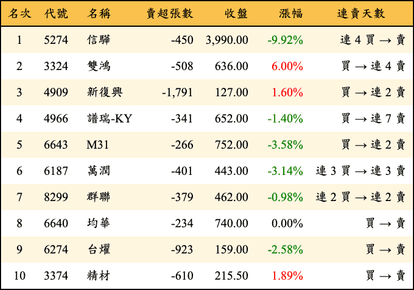 名次 代號 名稱 賣超張數 收盤 漲幅 連賣天數
1 5274 信驊 -450 3,990.00 -9.92% 連 4 買 → 賣
2 3324 雙鴻 -508 636.00 6.00% 買 → 連 4 賣
3 4909 新復興 -1,791 127.00 1.60% 買 → 連 2 賣
4 4966 譜瑞-KY -341 652.00 -1.40% 買 → 連 7 賣
5 6643 M31 -266 752.00 -3.58% 買 → 連 2 賣
6 6187 萬潤 -401 443.00 -3.14% 連 3 買 → 連 3 賣
7 8299 群聯 -379 462.00 -0.98% 連 2 買 → 連 2 賣
8 6640 均華 -234 740.00 0.00% 買 → 賣
9 6274 台燿 -923 159.00 -2.58% 買 → 賣
10 3374 精材 -610 215.50 1.89% 買 → 賣